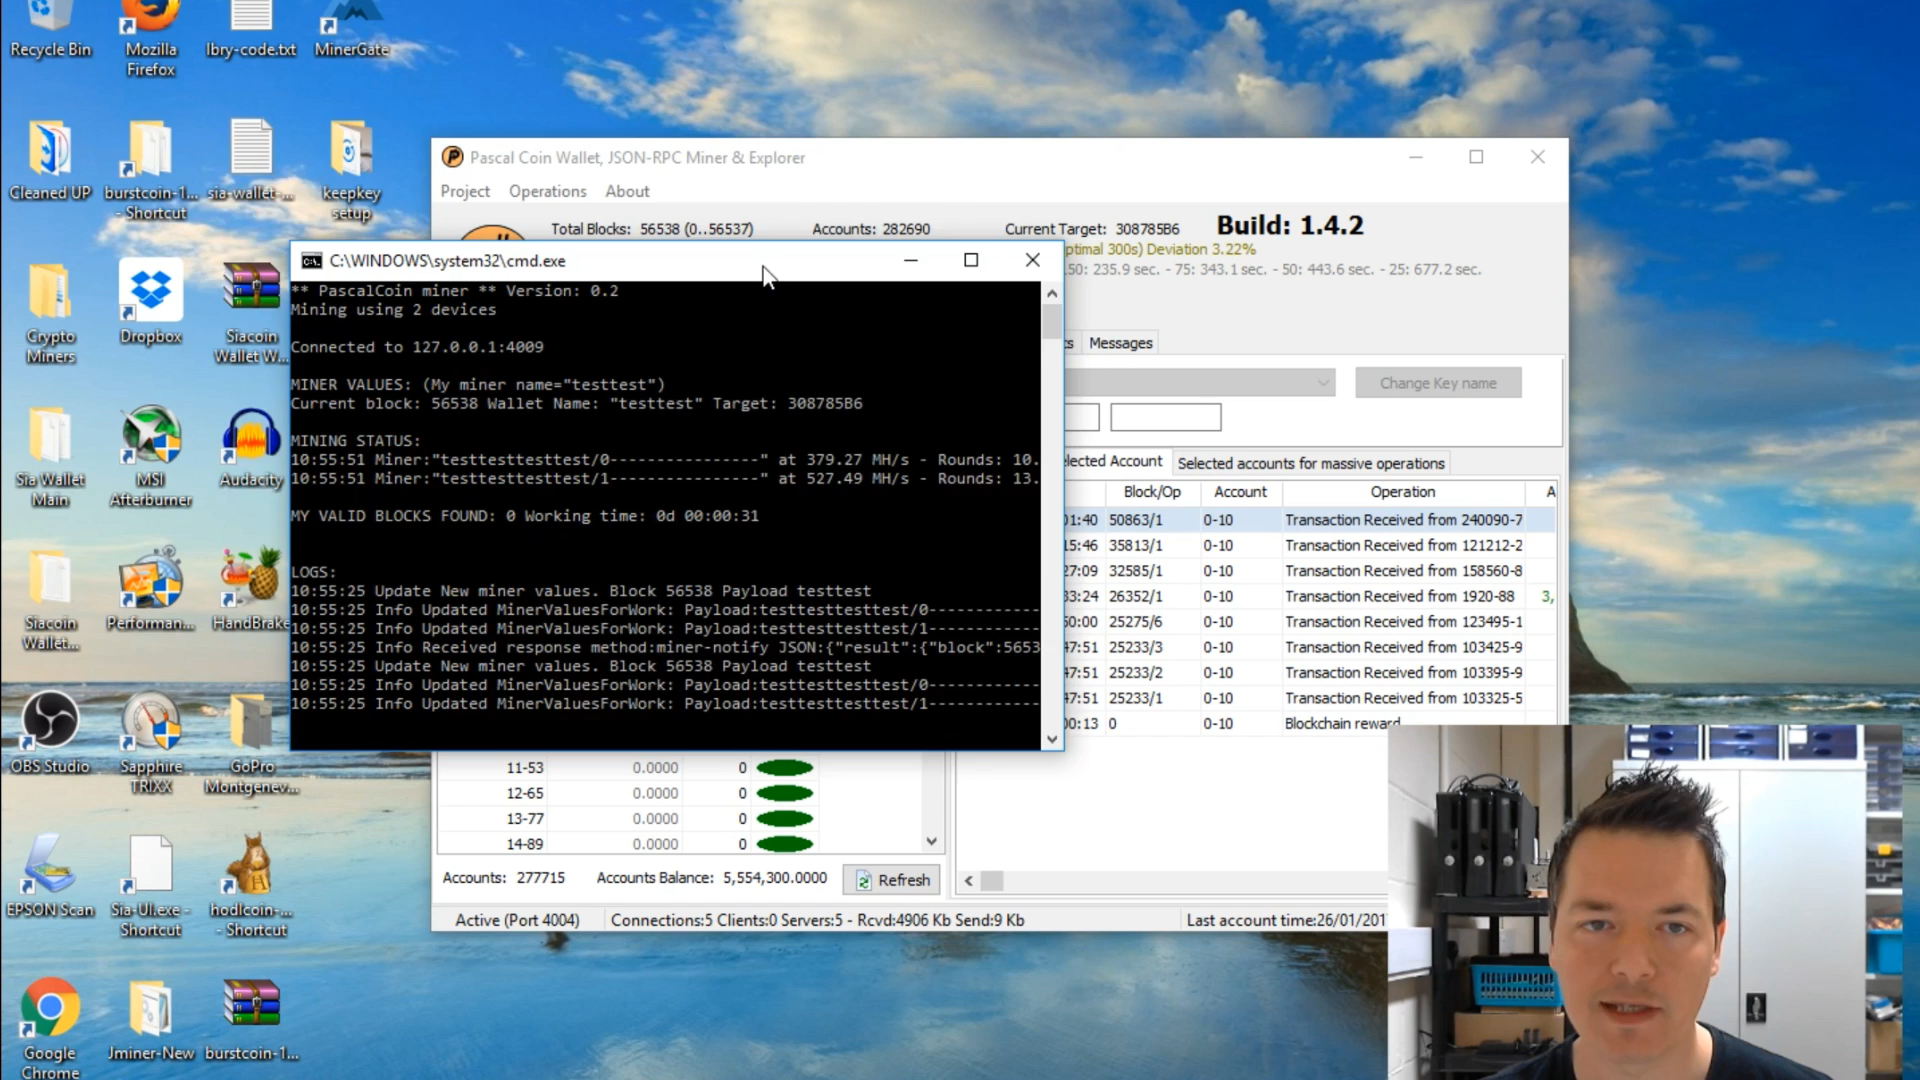 Recycle Bin
Mozilla
Firefox
lbry-code.txt
MinerGate
Cleaned UP
burstcoin-1...
- Shortcut
sia-wallet-...
keepkey
setup
Crypto
Miners
Dropbox
Siacoin
Wallet W...
Sia Wallet
Main
MSI
Afterburner
Audacity
Siacoin
Wallet...
Performan...
HandBrake
OBS Studio
Sapphire
TRIXX
GoPro
Montgenev...
EPSON Scan
Sia-UI.exe -
Shortcut
hodlcoin-...
- Shortcut
Google
Chrome
Jminer-New
burstcoin-1...
Pascal Coin Wallet, JSON-RPC Miner & Explorer
Project Operations About
Total Blocks: 56538 (0..56537) Accounts: 282690 Current Target: 308785B6 Build: 1.4.2
ptimal 300s) Deviation 3.22%
50: 235.9 sec. - 75: 343.1 sec. - 50: 443.6 sec. - 25: 677.2 sec.
C:\WINDOWS\system32\cmd.exe
** PascalCoin miner ** Version: 0.2
Mining using 2 devices
Connected to 127.0.0.1:4009
MINER VALUES: (My miner name="testtest")
Current block: 56538 Wallet Name: "testtest" Target: 308785B6
MINING STATUS:
10:55:51 Miner:"testtesttesttest/0----------------" at 379.27 MH/s - Rounds: 10.
10:55:51 Miner:"testtesttesttest/1----------------" at 527.49 MH/s - Rounds: 13.
MY VALID BLOCKS FOUND: 0 Working time: 0d 00:00:31
LOGS:
10:55:25 Update New miner values. Block 56538 Payload testtest
10:55:25 Info Updated MinerValuesForWork: Payload:testtesttesttest/0------------
10:55:25 Info Updated MinerValuesForWork: Payload:testtesttesttest/1------------
10:55:25 Info Received response method:miner-notify JSON:{"result":{"block":5653
10:55:25 Update New miner values. Block 56538 Payload testtest
10:55:25 Info Updated MinerValuesForWork: Payload:testtesttesttest/0------------
10:55:25 Info Updated MinerValuesForWork: Payload:testtesttesttest/1------------
ts Messages
Change Key name
elected Account Selected accounts for massive operations
Block/Op Account Operation A
01:40 50863/1 0-10 Transaction Received from 240090-7
15:46 35813/1 0-10 Transaction Received from 121212-2
27:09 32585/1 0-10 Transaction Received from 158560-8
33:24 26352/1 0-10 Transaction Received from 1920-88 3,
50:00 25275/6 0-10 Transaction Received from 123495-1
47:51 25233/3 0-10 Transaction Received from 103425-9
47:51 25233/2 0-10 Transaction Received from 103395-9
47:51 25233/1 0-10 Transaction Received from 103325-5
00:13 0 0-10 Blockchain reward
11-53 0.0000 0
12-65 0.0000 0
13-77 0.0000 0
14-89 0.0000 0
Accounts: 277715 Accounts Balance: 5,554,300.0000 Refresh
Active (Port 4004) Connections:5 Clients:0 Servers:5 - Rcvd:4906 Kb Send:9 Kb Last account time:26/01/201